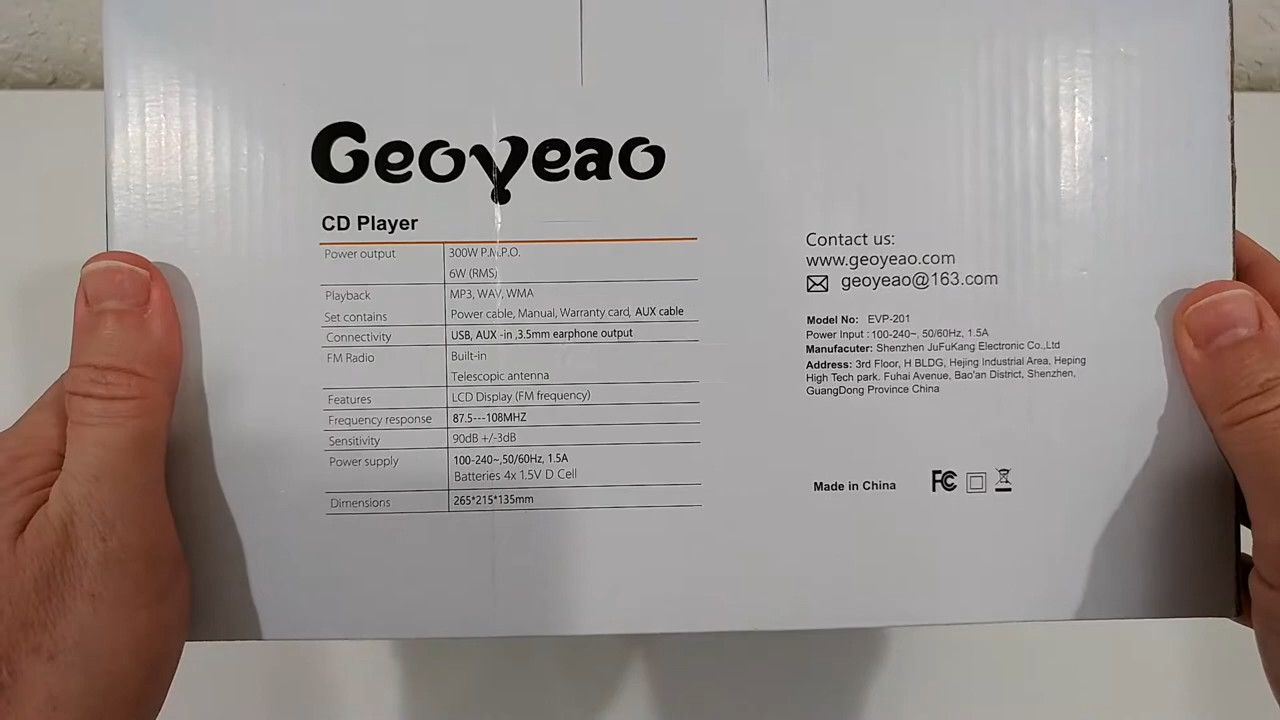 Geoyeao
CD Player
Power output 300W P.M.P.O.
6W (RMS)
Playback MP3, WAV, WMA
Set contains Power cable, Manual, Warranty card, AUX cable
Connectivity USB, AUX -in ,3.5mm earphone output
FM Radio Built-in
Telescopic antenna
Features LCD Display (FM frequency)
Frequency response 87.5---108MHZ
Sensitivity 90dB +/-3dB
Power supply 100-240~,50/60Hz, 1.5A
Batteries 4x 1.5V D Cell
Dimensions 265*215*135mm
Contact us:
www.geoyeao.com
geoyeao@163.com
Model No: EVP-201
Power Input : 100-240~, 50/60Hz, 1.5A
Manufacuter: Shenzhen JuFuKang Electronic Co.,Ltd
Address: 3rd Floor, H BLDG, Hejing Industrial Area, Heping
High Tech park. Fuhai Avenue, Bao'an District, Shenzhen,
GuangDong Province China
Made in China FC